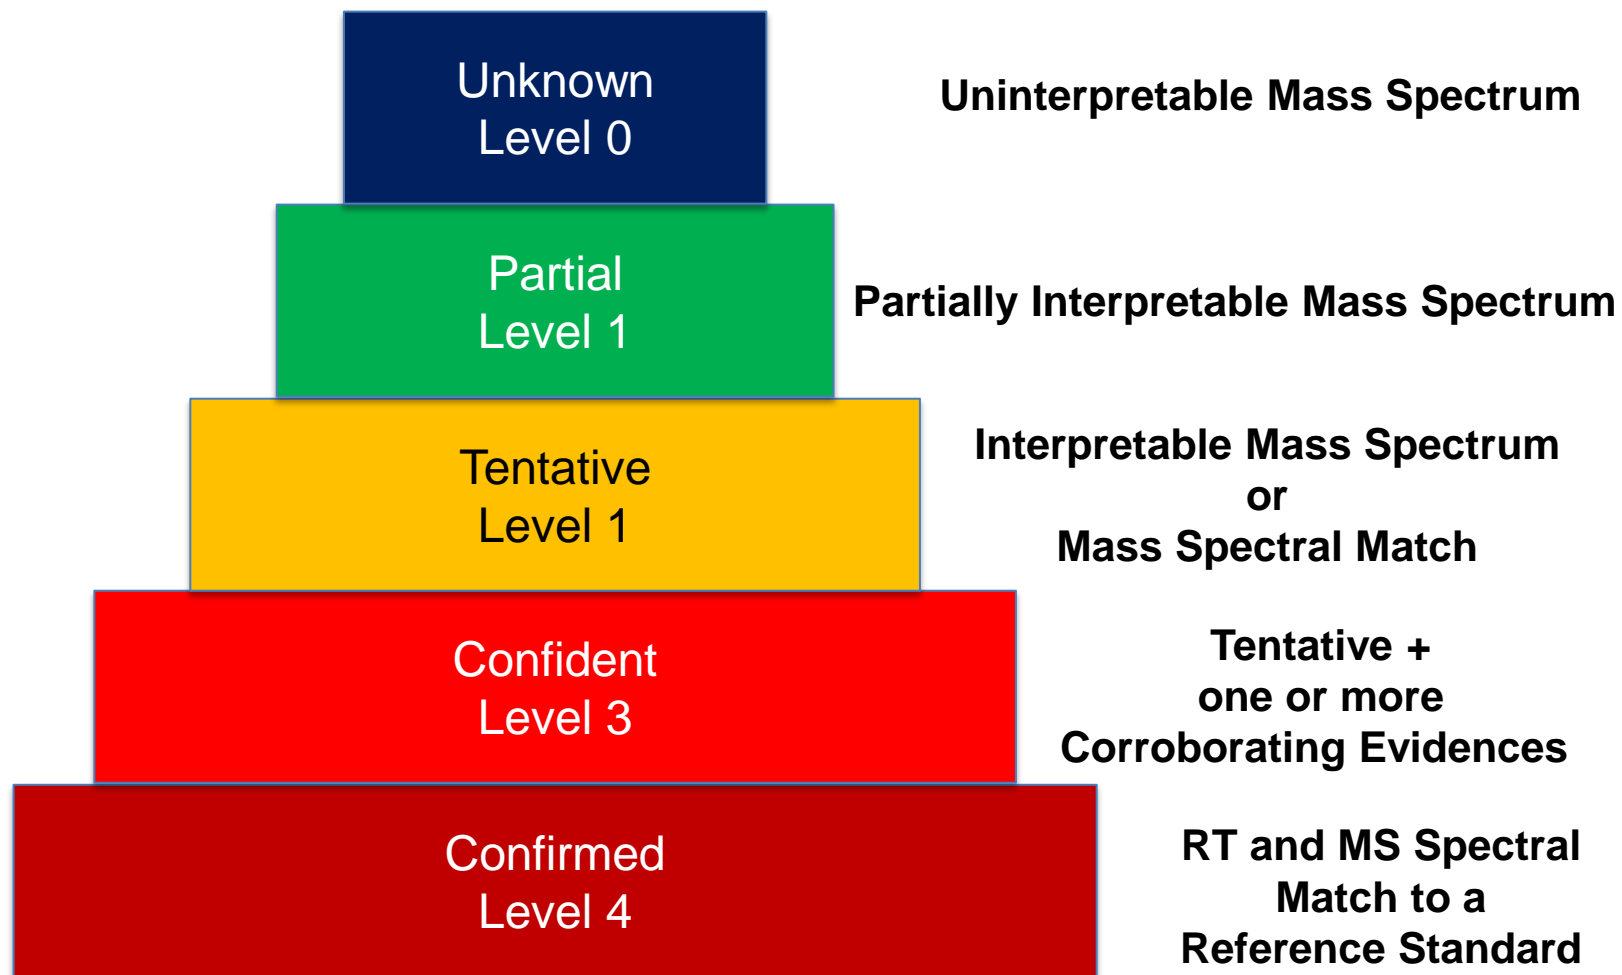 Unknown
Level 0
Uninterpretable Mass Spectrum
Partial
Level 1
Partially Interpretable Mass Spectrum
Tentative
Level 1
Interpretable Mass Spectrum
or
Mass Spectral Match
Confident
Level 3
Tentative +
one or more
Corroborating Evidences
Confirmed
Level 4
RT and MS Spectral
Match to a
Reference Standard